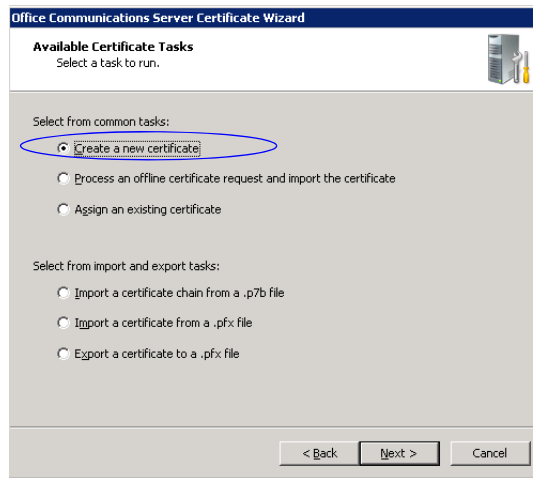 Office Communications Server Certificate Wizard
Available Certificate Tasks
Select a task to run.
Select from common tasks:
Create a new certificate
Process an offline certificate request and import the certificate
Assign an existing certificate
Select from import and export tasks:
Import a certificate chain from a .p7b file
Import a certificate from a .pfx file
Export a certificate to a .pfx file
< Back Next > Cancel